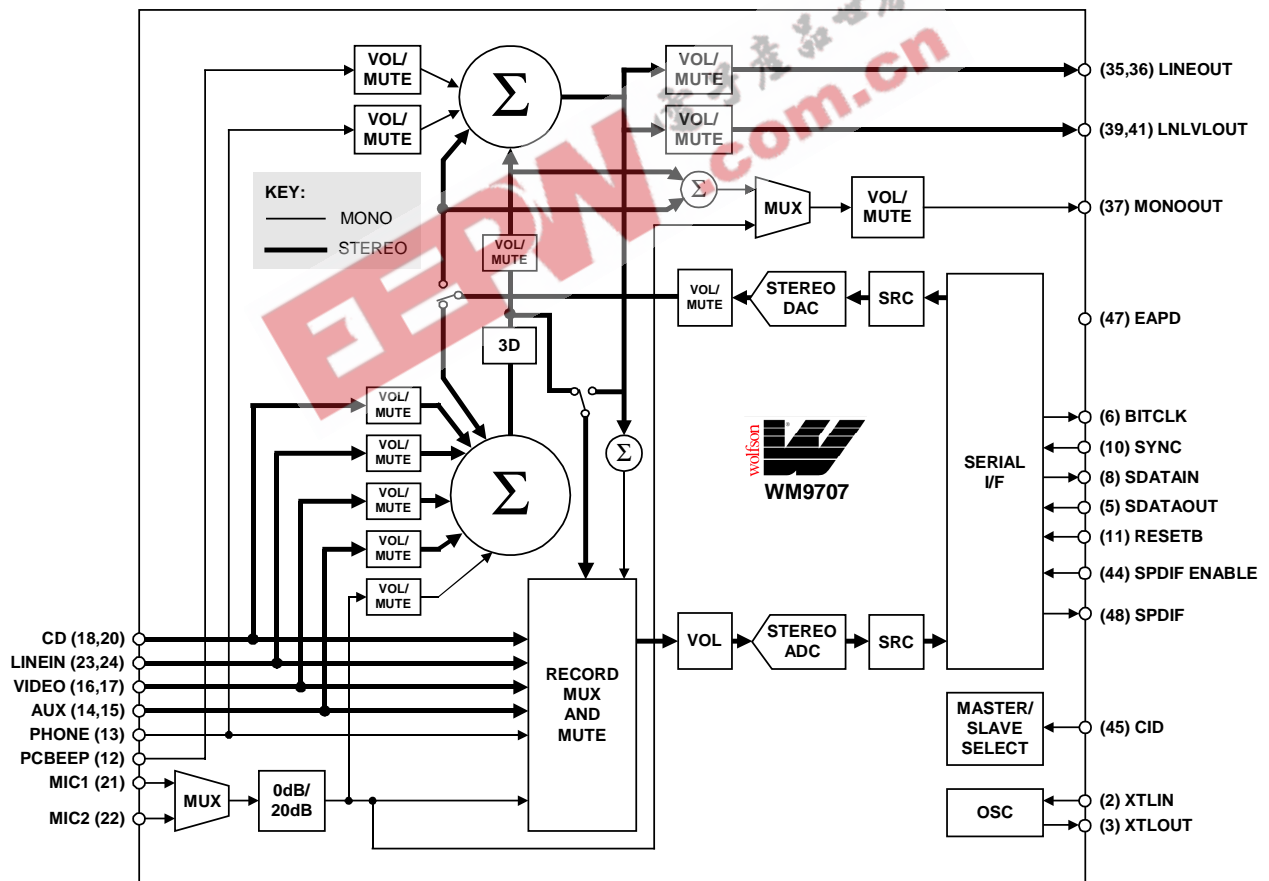 VOL/
MUTE
VOL/
MUTE
Σ
VOL/
MUTE
VOL/
MUTE
(35,36) LINEOUT
(39,41) LNLVLOUT
產品世
EEPW
.com.cn
KEY:
MONO
STEREO
Σ
MUX
VOL/
MUTE
(37) MONOOUT
VOL/
MUTE
VOL/
MUTE
STEREO
DAC
SRC
(47) EAPD
3D
VOL/
MUTE
VOL/
MUTE
VOL/
MUTE
VOL/
MUTE
VOL/
MUTE
Σ
Σ
wolfson
WM9707
SERIAL
I/F
(6) BITCLK
(10) SYNC
(8) SDATAIN
(5) SDATAOUT
(11) RESETB
(44) SPDIF ENABLE
(48) SPDIF
CD (18,20)
LINEIN (23,24)
VIDEO (16,17)
AUX (14,15)
PHONE (13)
PCBEEP (12)
MIC1 (21)
MIC2 (22)
MUX
0dB/
20dB
RECORD
MUX
AND
MUTE
VOL
STEREO
ADC
SRC
MASTER/
SLAVE
SELECT
(45) CID
OSC
(2) XTLIN
(3) XTLOUT